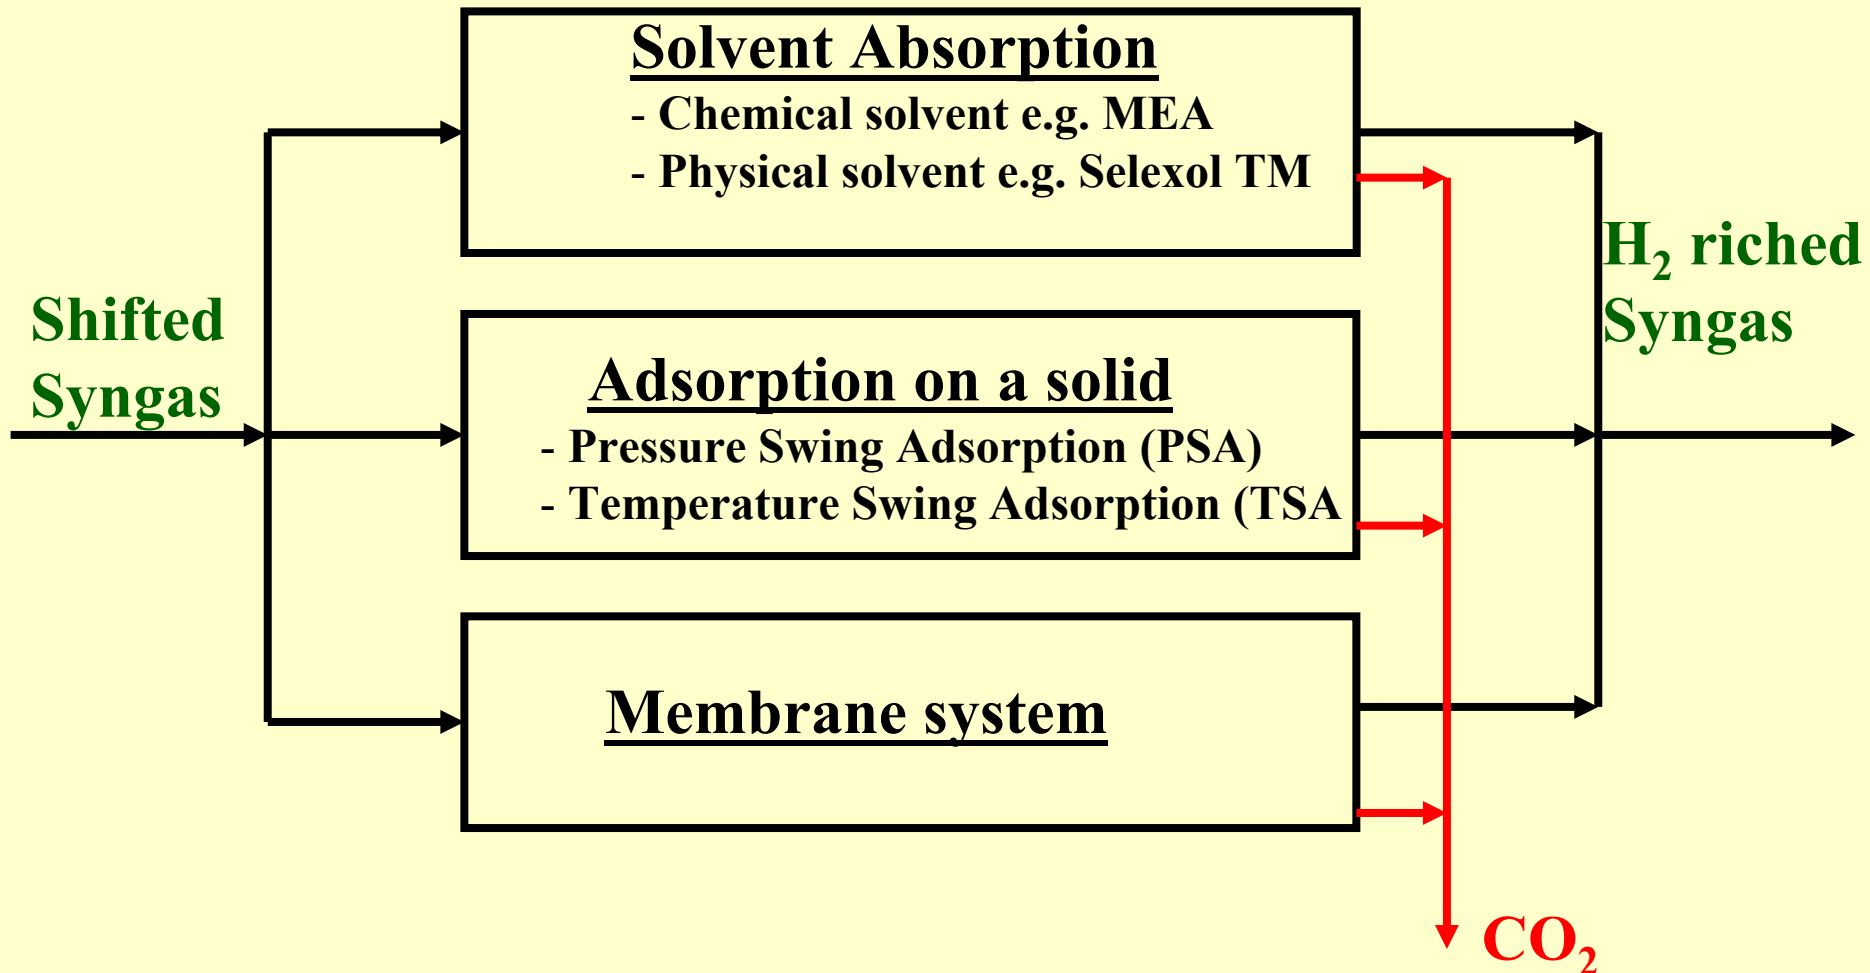 Solvent Absorption
- Chemical solvent e.g. MEA
- Physical solvent e.g. Selexol TM
Shifted
Syngas
Adsorption on a solid
- Pressure Swing Adsorption (PSA)
- Temperature Swing Adsorption (TSA
Membrane system
H₂ riched
Syngas
CO₂